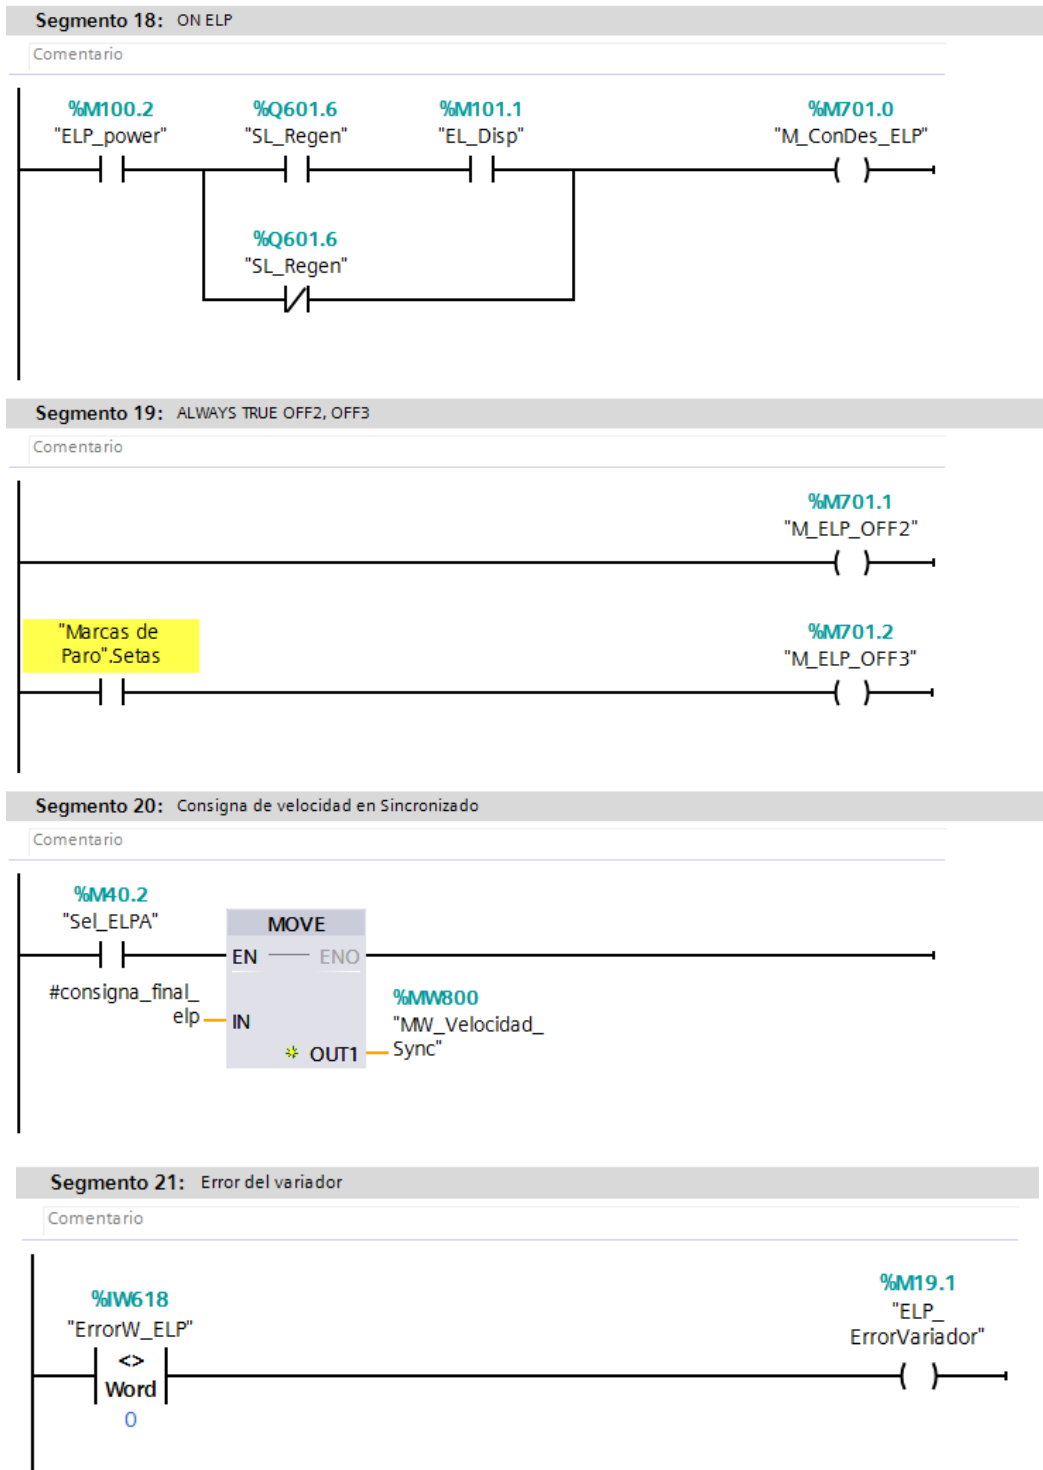 Segmento 18: ON ELP
Comentario
%M100.2 %Q601.6 %M101.1 %M701.0
"ELP_power" "SL_Regen" "EL_Disp" "M_ConDes_ELP"
%Q601.6
"SL_Regen"
Segmento 19: ALWAYS TRUE OFF2, OFF3
Comentario
%M701.1
"M_ELP_OFF2"
"Marcas de
Paro".Setas
%M701.2
"M_ELP_OFF3"
Segmento 20: Consigna de velocidad en Sincronizado
Comentario
%M40.2
"Sel_ELPA"
MOVE
EN ENO
#consigna_final_
elp
IN
%MW800
"MW_Velocidad_
Sync"
OUT1
Segmento 21: Error del variador
Comentario
%IW618
"ErrorW_ELP"
<>
Word
0
%M19.1
"ELP_
ErrorVariador"